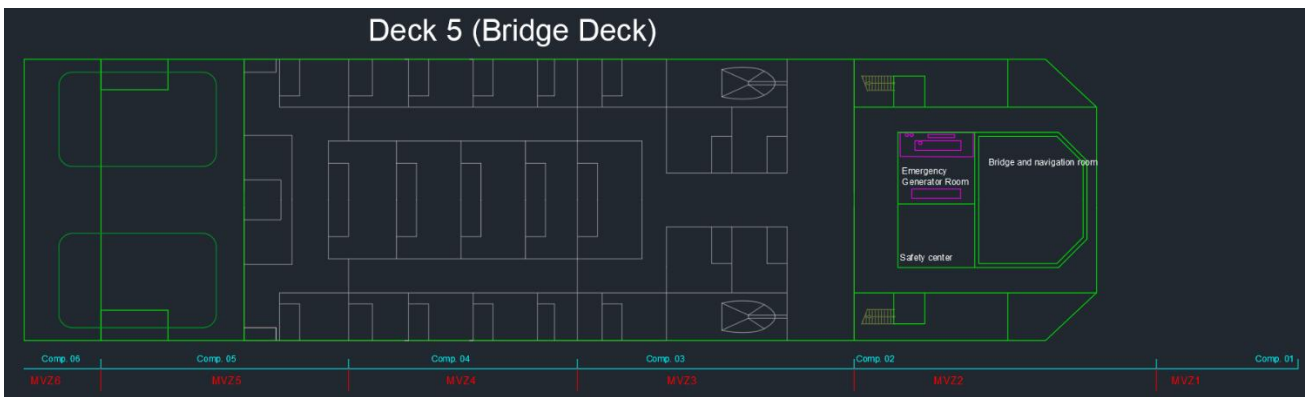 Deck 5 (Bridge Deck)
Bridge and navigation room
Emergency
Generator Room
Safety center
Comp. 06 Comp. 05 Comp. 04 Comp. 03 Comp. 02 Comp. 01
MVZ6 MVZ5 MVZ4 MVZ3 MVZ2 MVZ1